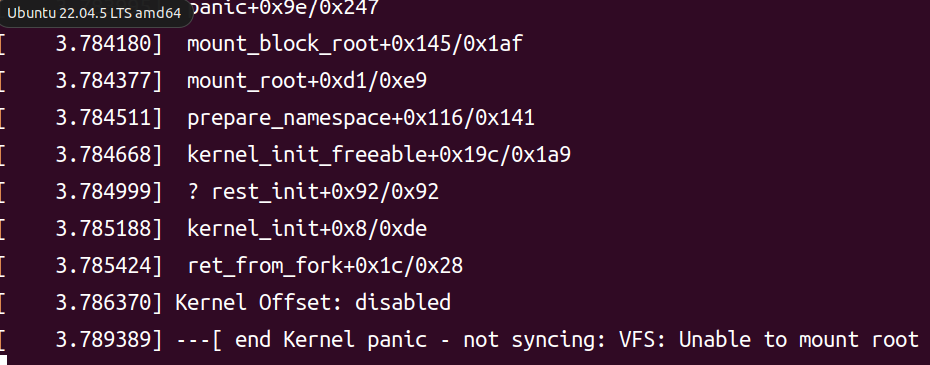 Ubuntu 22.04.5 LTS amd64
panic+0x9e/0x247
[    3.784180]  mount_block_root+0x145/0x1af
[    3.784377]  mount_root+0xd1/0xe9
[    3.784511]  prepare_namespace+0x116/0x141
[    3.784668]  kernel_init_freeable+0x19c/0x1a9
[    3.784999]  ? rest_init+0x92/0x92
[    3.785188]  kernel_init+0x8/0xde
[    3.785424]  ret_from_fork+0x1c/0x28
[    3.786370] Kernel Offset: disabled
[    3.789389] ---[ end Kernel panic - not syncing: VFS: Unable to mount root